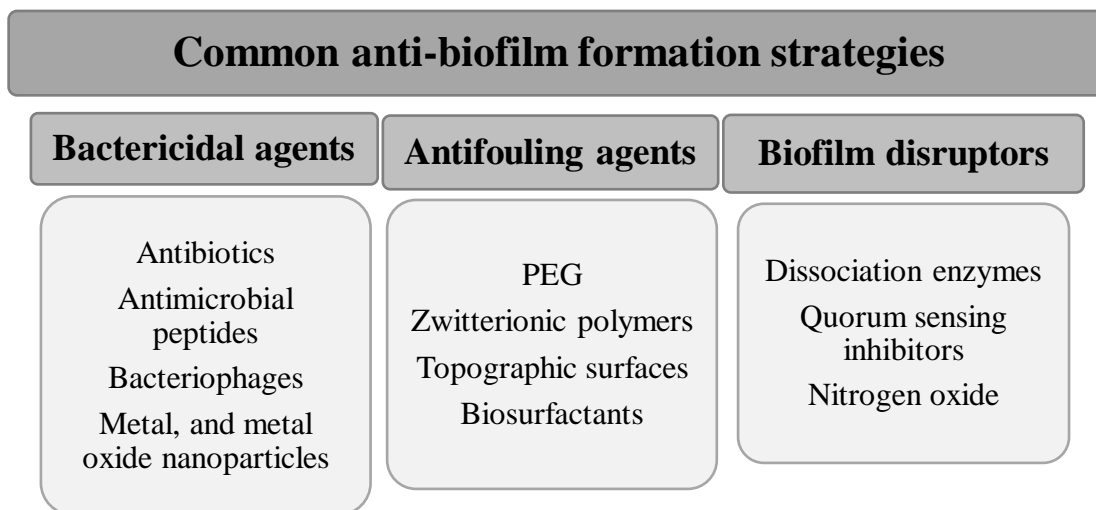 Common anti-biofilm formation strategies
Bactericidal agents
Antibiotics
Antimicrobial
peptides
Bacteriophages
Metal, and metal
oxide nanoparticles
Antifouling agents
PEG
Zwitterionic polymers
Topographic surfaces
Biosurfactants
Biofilm disruptors
Dissociation enzymes
Quorum sensing
inhibitors
Nitrogen oxide